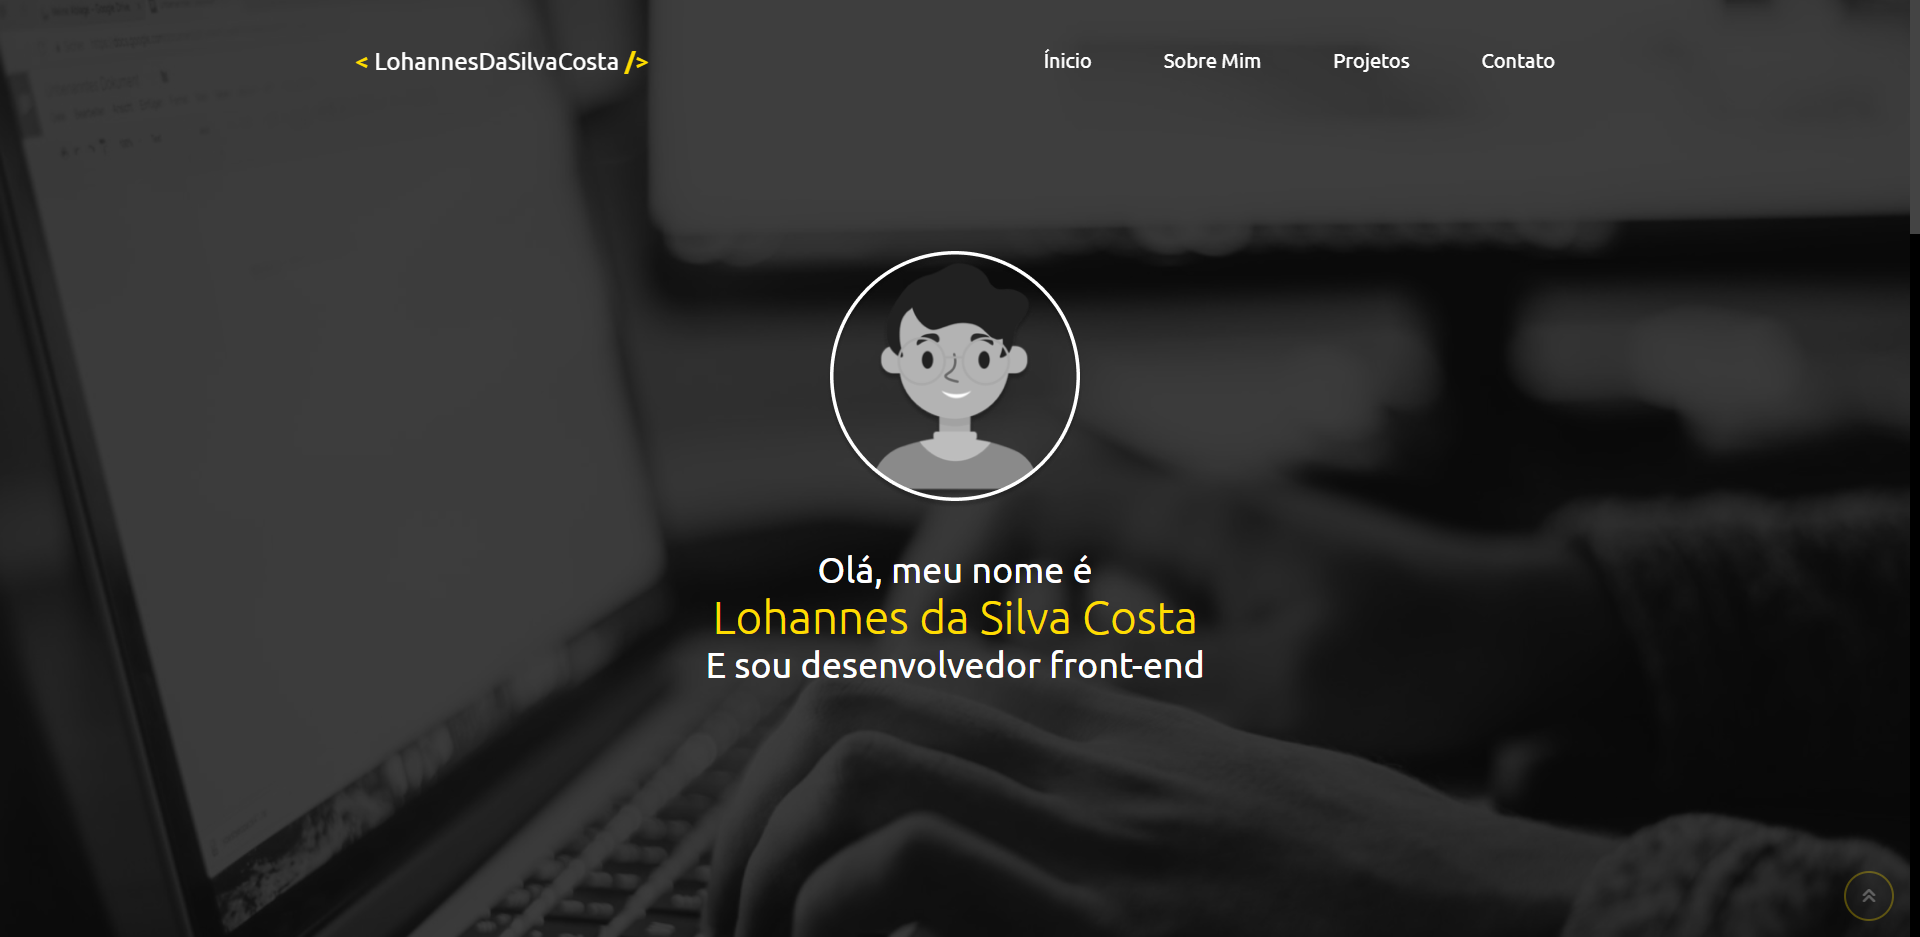 < LohannesDaSilvaCosta />
Ínicio
Sobre Mim
Projetos
Contato
Olá, meu nome é
Lohannes da Silva Costa
E sou desenvolvedor front-end